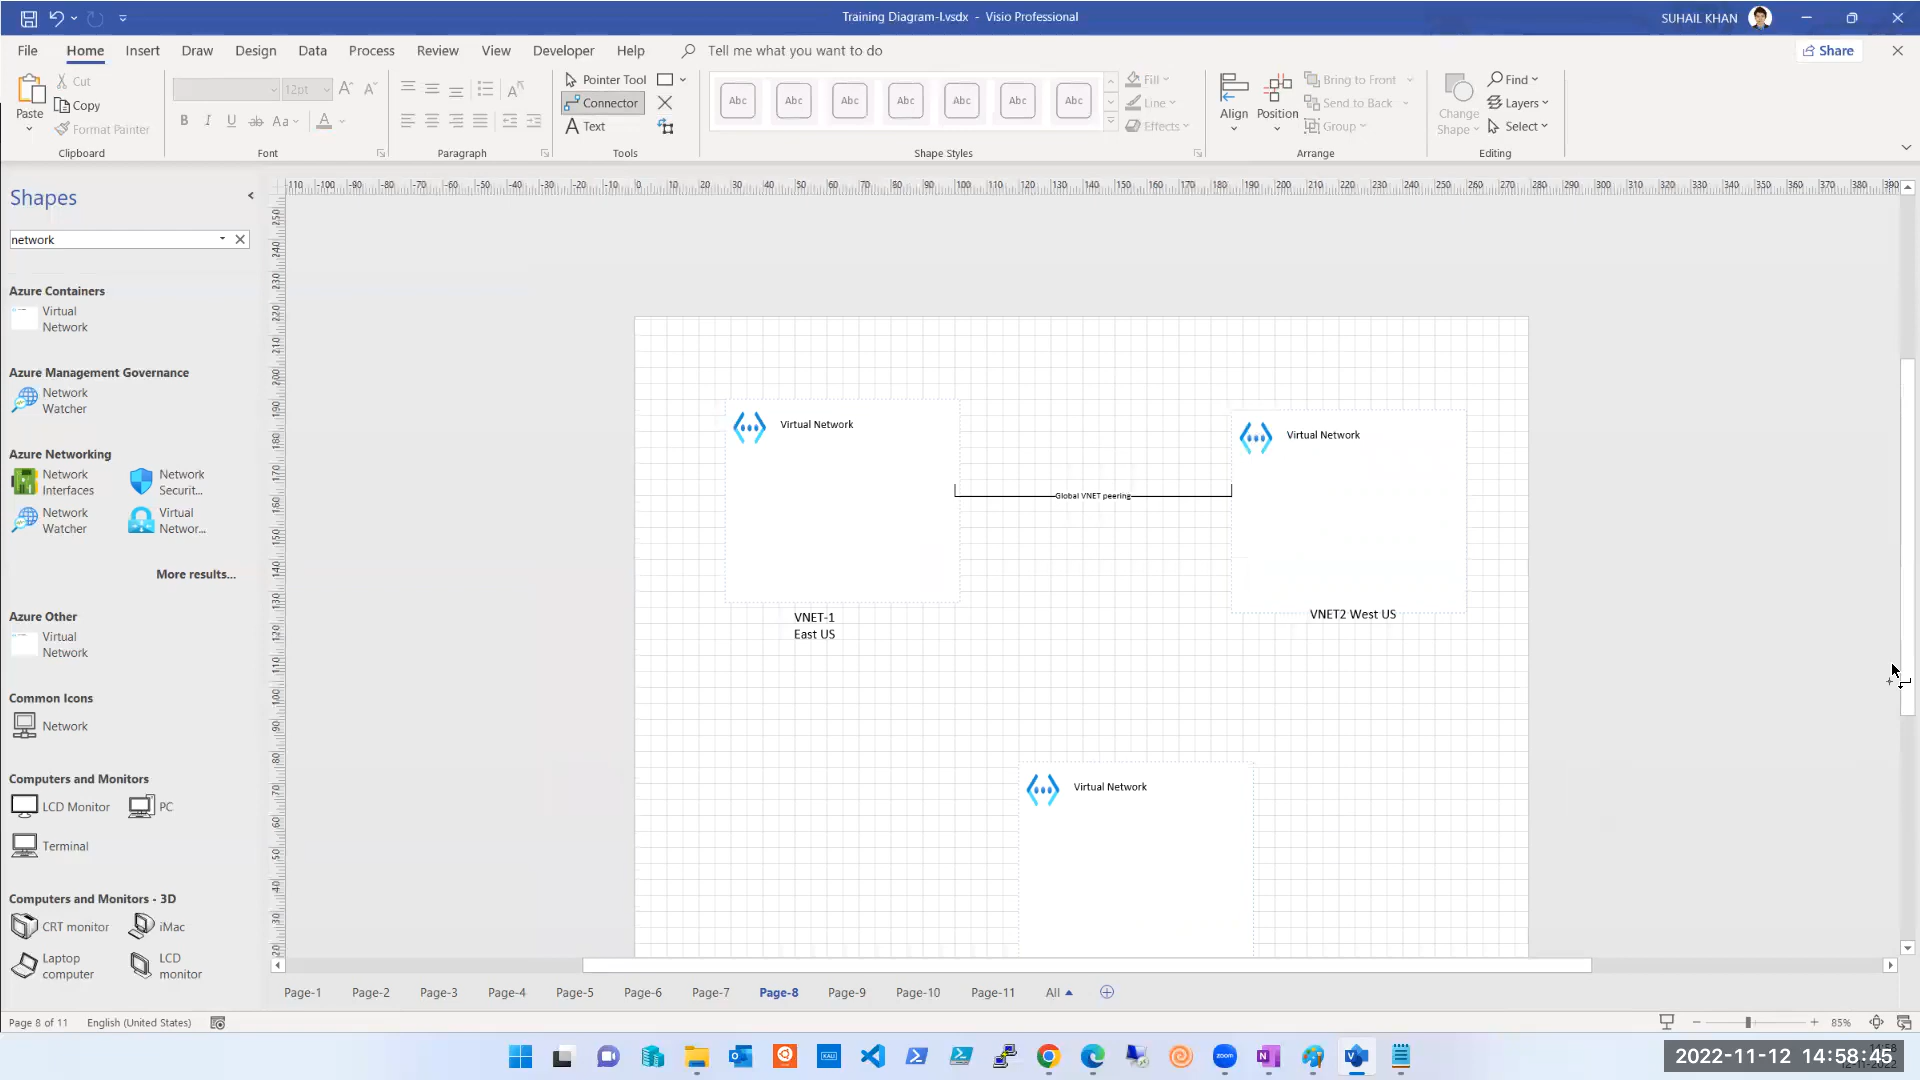 Training Diagram-I.vsdx - Visio Professional
SUHAIL KHAN
File
Home
Insert
Draw
Design
Data
Process
Review
View
Developer
Help
Tell me what you want to do
Share
Paste
Cut
Copy
Format Painter
Clipboard
12pt
Font
Paragraph
Pointer Tool
Connector
Text
Tools
Abc
Abc
Abc
Abc
Abc
Abc
Abc
Shape Styles
Fill
Line
Effects
Align
Position
Bring to Front
Send to Back
Group
Arrange
Change Shape
Find
Layers
Select
Editing
Shapes
network
Azure Containers
Virtual Network
Azure Management Governance
Network Watcher
Azure Networking
Network Interfaces
Network Securit...
Network Watcher
Virtual Networ...
More results...
Azure Other
Virtual Network
Common Icons
Network
Computers and Monitors
LCD Monitor
PC
Terminal
Computers and Monitors - 3D
CRT monitor
iMac
Laptop computer
LCD monitor
Virtual Network
Virtual Network
Global VNET peering
VNET-1
East US
VNET2 West US
Virtual Network
Page-1
Page-2
Page-3
Page-4
Page-5
Page-6
Page-7
Page-8
Page-9
Page-10
Page-11
All
Page 8 of 11
English (United States)
85%
zoom
2022-11-12 14:58:45